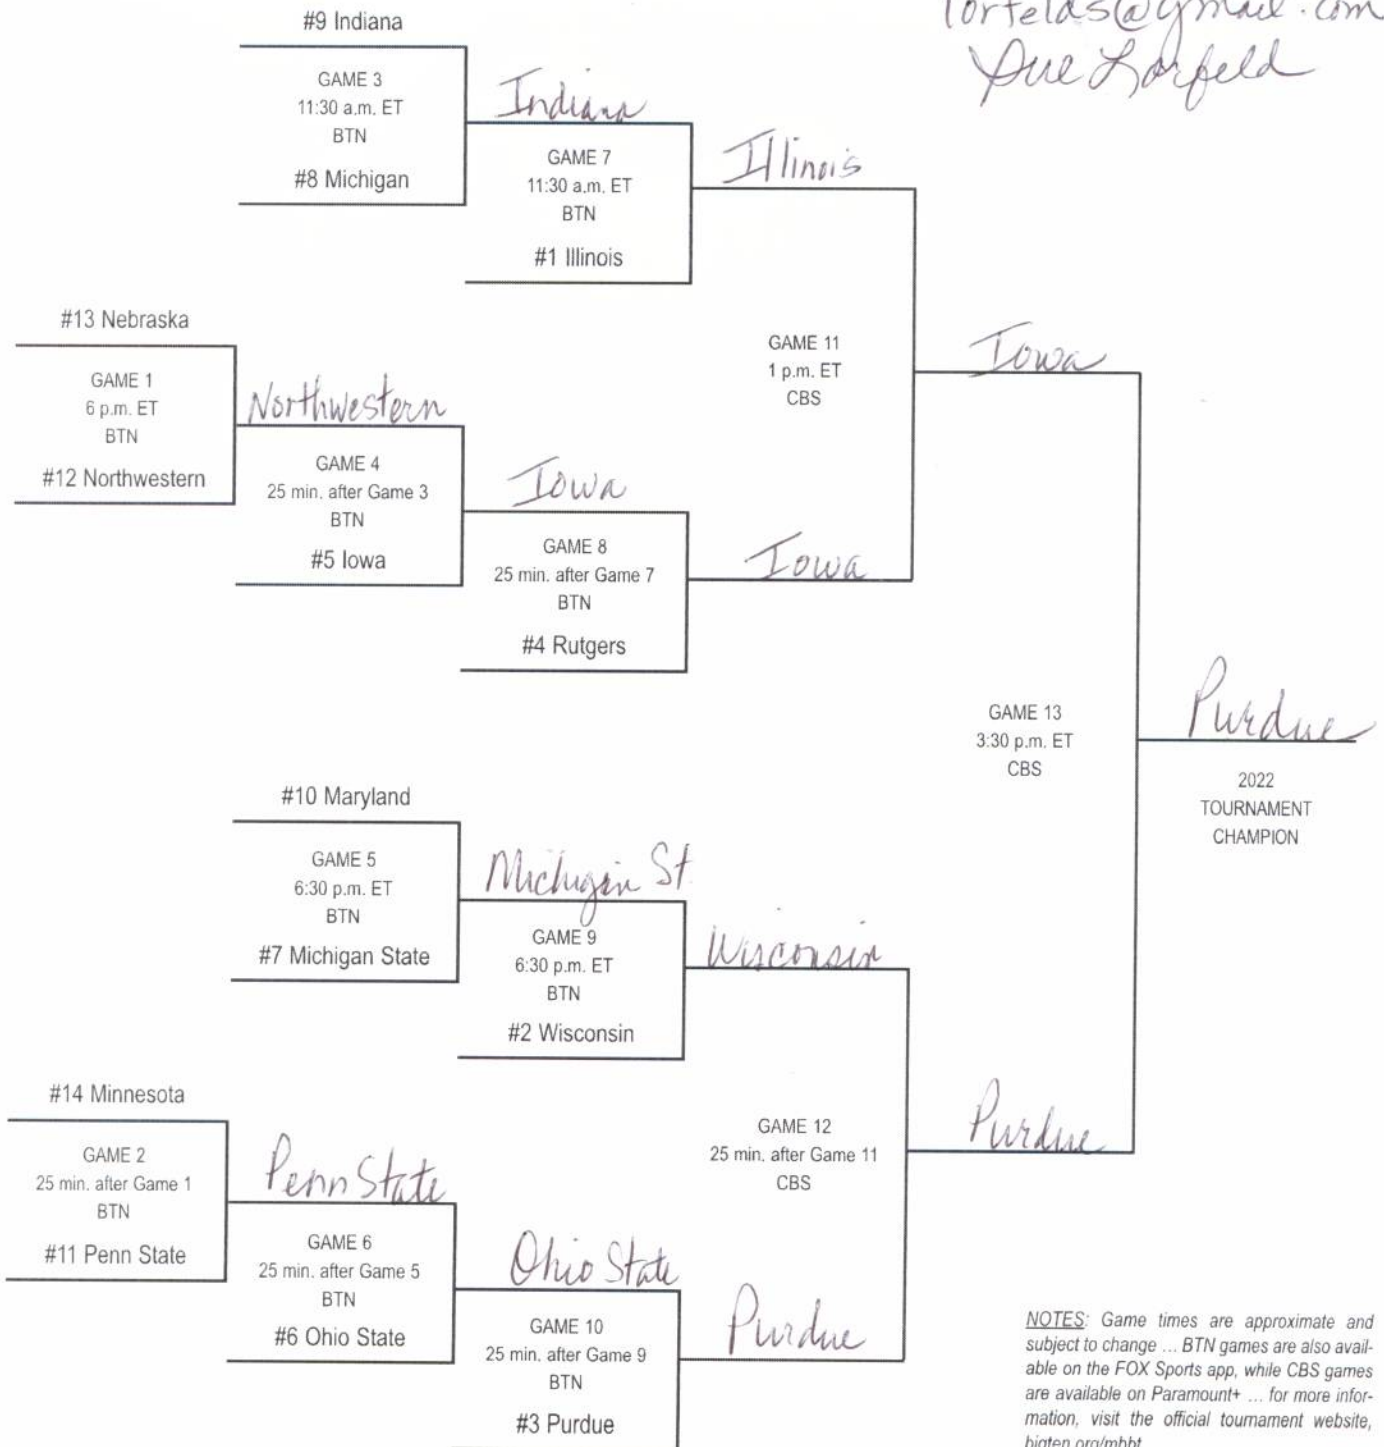 lorfelds@gmail.com
Sue Lorfeld
#9 Indiana
GAME 3
11:30 a.m. ET
BTN
#8 Michigan
Indiana
GAME 7
11:30 a.m. ET
BTN
#1 Illinois
Illinois
#13 Nebraska
GAME 1
6 p.m. ET
BTN
#12 Northwestern
Northwestern
GAME 4
25 min. after Game 3
BTN
#5 Iowa
Iowa
GAME 8
25 min. after Game 7
BTN
#4 Rutgers
Iowa
GAME 11
1 p.m. ET
CBS
Iowa
#10 Maryland
GAME 5
6:30 p.m. ET
BTN
#7 Michigan State
Michigan St.
GAME 9
6:30 p.m. ET
BTN
#2 Wisconsin
Wisconsin
#14 Minnesota
GAME 2
25 min. after Game 1
BTN
#11 Penn State
Penn State
GAME 6
25 min. after Game 5
BTN
#6 Ohio State
Ohio State
GAME 10
25 min. after Game 9
BTN
#3 Purdue
Purdue
GAME 12
25 min. after Game 11
CBS
Purdue
GAME 13
3:30 p.m. ET
CBS
Purdue
2022
TOURNAMENT
CHAMPION
NOTES: Game times are approximate and
subject to change ... BTN games are also avail-
able on the FOX Sports app, while CBS games
are available on Paramount+ ... for more infor-
mation, visit the official tournament website,
bigten.org/mbbt